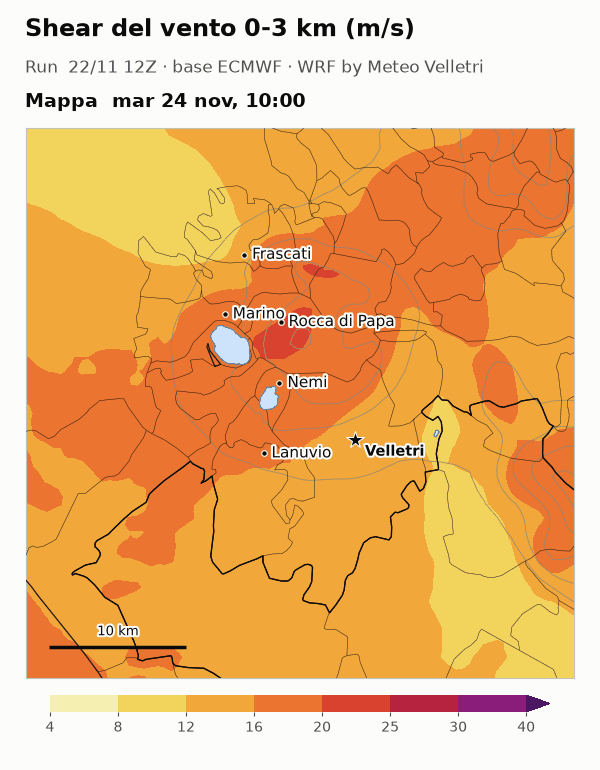 Shear del vento 0-3 km (m/s)
Run  22/11 12Z · base ECMWF · WRF by Meteo Velletri
Mappa  mar 24 nov, 10:00
Frascati
Marino
Rocca di Papa
Nemi
Velletri
Lanuvio
10 km
4 8 12 16 20 25 30 40